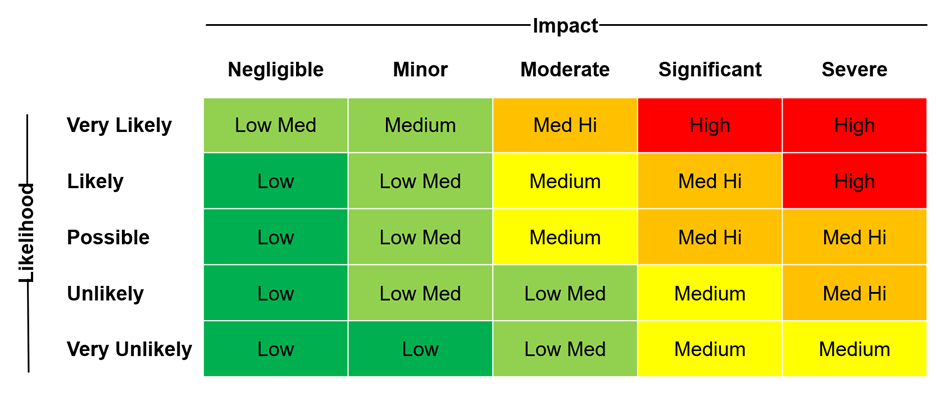 Impact
Negligible Minor Moderate Significant Severe
Very Likely Low Med Medium Med Hi High High
Likely Low Low Med Medium Med Hi High
Possible Low Low Med Medium Med Hi Med Hi
Unlikely Low Low Med Low Med Medium Med Hi
Very Unlikely Low Low Low Med Medium Medium
Likelihood